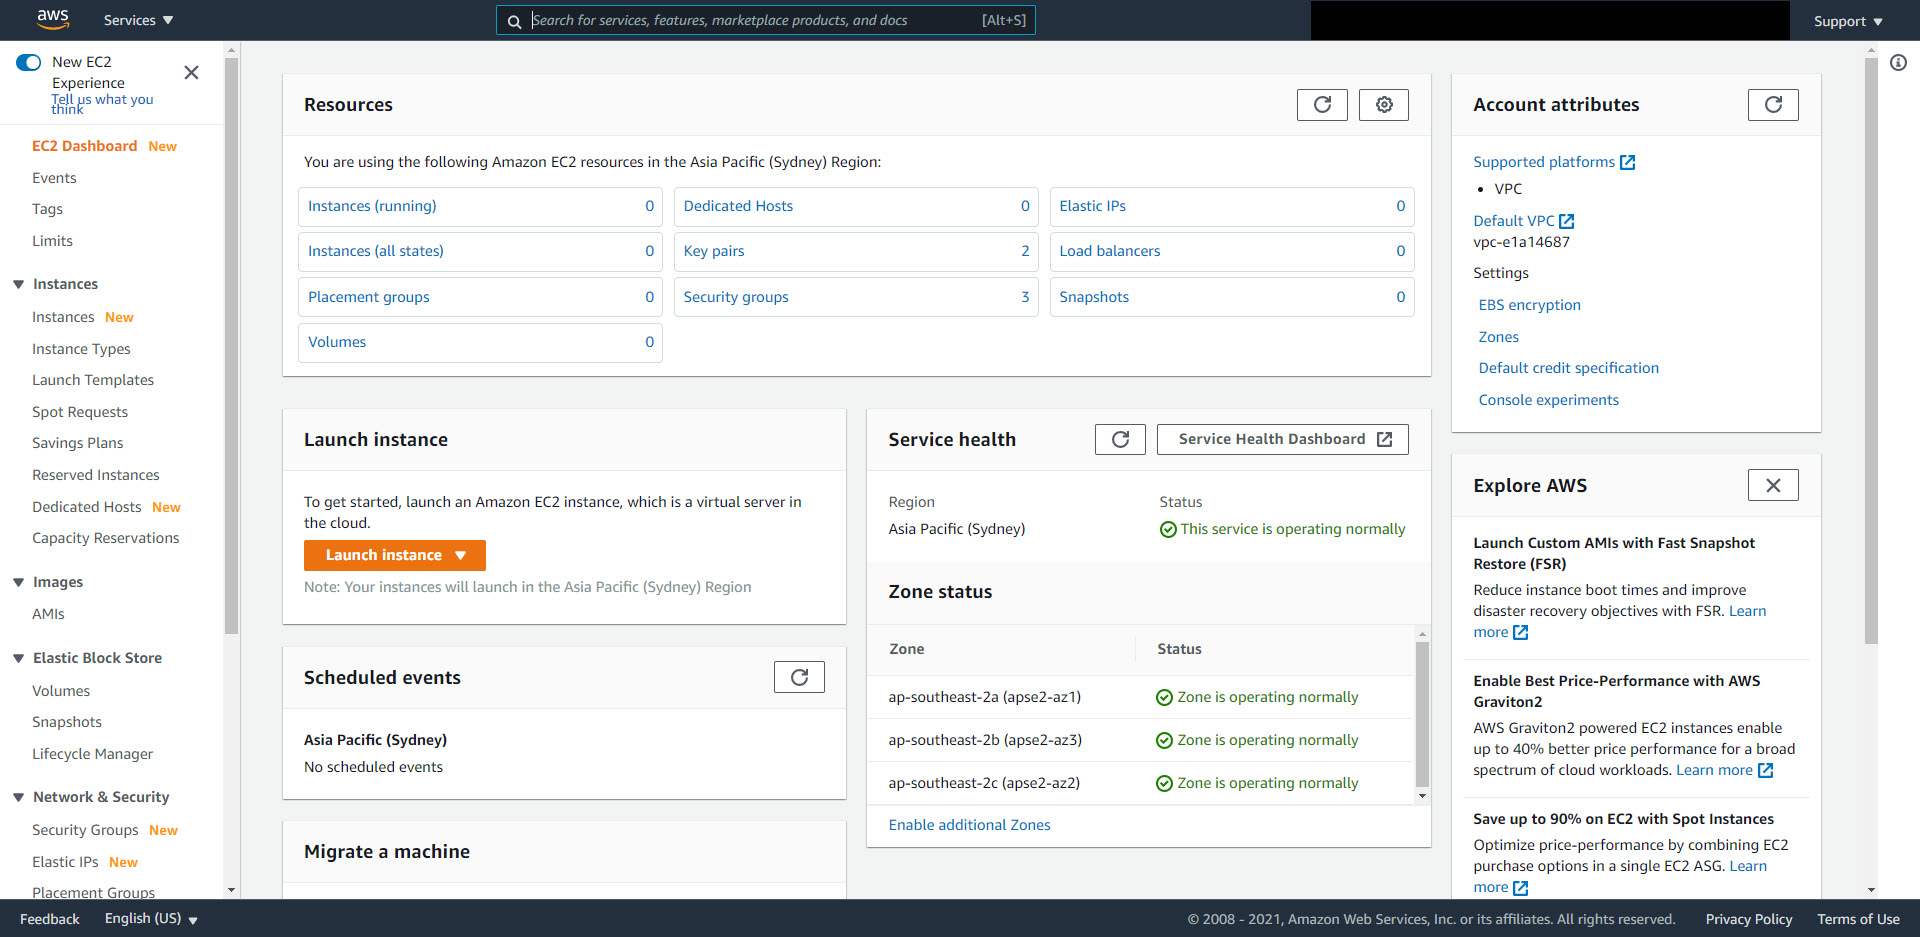 aws
Services
Search for services, features, marketplace products, and docs [Alt+S]
Support
New EC2
Experience
Tell us what you
think
EC2 Dashboard New
Events
Tags
Limits
Instances
Instances New
Instance Types
Launch Templates
Spot Requests
Savings Plans
Reserved Instances
Dedicated Hosts New
Capacity Reservations
Images
AMIs
Elastic Block Store
Volumes
Snapshots
Lifecycle Manager
Network & Security
Security Groups New
Elastic IPs New
Placement Groups
Resources
You are using the following Amazon EC2 resources in the Asia Pacific (Sydney) Region:
Instances (running) 0
Dedicated Hosts 0
Elastic IPs 0
Instances (all states) 0
Key pairs 2
Load balancers 0
Placement groups 0
Security groups 3
Snapshots 0
Volumes 0
Launch instance
To get started, launch an Amazon EC2 instance, which is a virtual server in
the cloud.
Launch instance
Note: Your instances will launch in the Asia Pacific (Sydney) Region
Scheduled events
Asia Pacific (Sydney)
No scheduled events
Migrate a machine
Service health
Service Health Dashboard
Region
Status
Asia Pacific (Sydney)
This service is operating normally
Zone status
Zone
Status
ap-southeast-2a (apse2-az1)
Zone is operating normally
ap-southeast-2b (apse2-az3)
Zone is operating normally
ap-southeast-2c (apse2-az2)
Zone is operating normally
Enable additional Zones
Account attributes
Supported platforms
• VPC
Default VPC
vpc-e1a14687
Settings
EBS encryption
Zones
Default credit specification
Console experiments
Explore AWS
Launch Custom AMIs with Fast Snapshot
Restore (FSR)
Reduce instance boot times and improve
disaster recovery objectives with FSR. Learn
more
Enable Best Price-Performance with AWS
Graviton2
AWS Graviton2 powered EC2 instances enable
up to 40% better price performance for a broad
spectrum of cloud workloads. Learn more
Save up to 90% on EC2 with Spot Instances
Optimize price-performance by combining EC2
purchase options in a single EC2 ASG. Learn
more
Feedback
English (US)
© 2008 - 2021, Amazon Web Services, Inc. or its affiliates. All rights reserved.
Privacy Policy
Terms of Use